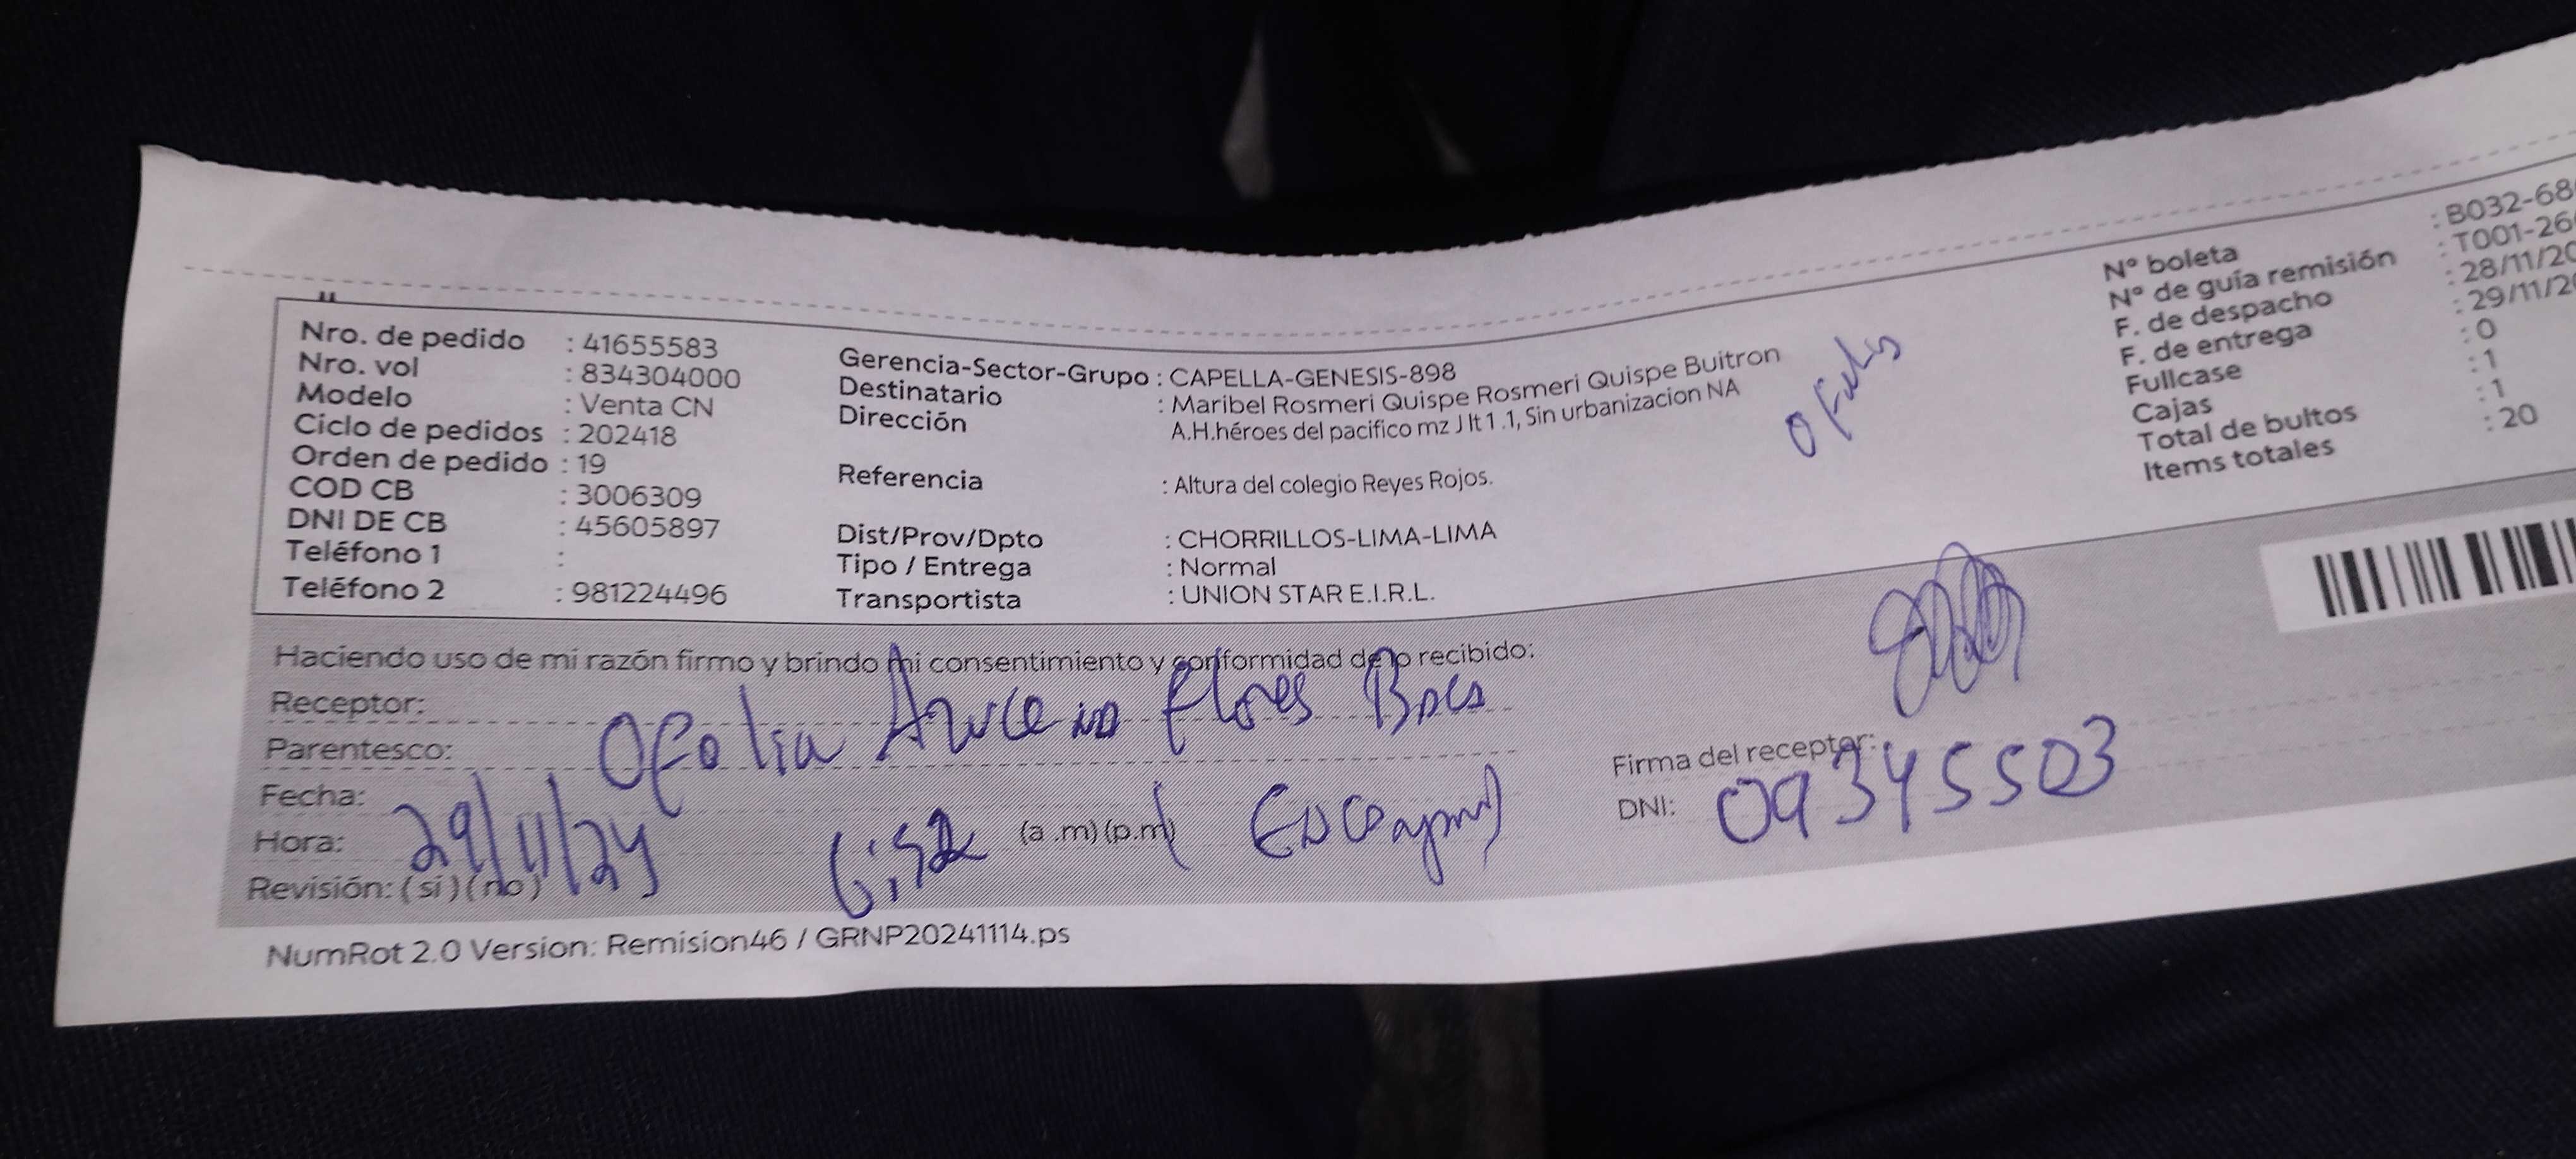 Nro. de pedido : 41655583
Nro. vol : 834304000
Modelo : Venta CN
Ciclo de pedidos : 202418
Orden de pedido : 19
COD CB : 3006309
DNI DE CB : 45605897
Teléfono 1 :
Teléfono 2 : 981224496
Gerencia-Sector-Grupo : CAPELLA-GENESIS-898
Destinatario : Maribel Rosmeri Quispe Rosmeri Quispe Buitron
Dirección A.H.héroes del pacifico mz J lt 1 .1, Sin urbanizacion NA
Referencia : Altura del colegio Reyes Rojos.
Dist/Prov/Dpto : CHORRILLOS-LIMA-LIMA
Tipo / Entrega : Normal
Transportista : UNION STAR E.I.R.L.
N° boleta : B032-68
N° de guía remisión : T001-26
F. de despacho : 28/11/20
F. de entrega : 29/11/2
Fullcase : 0
Cajas : 1
Total de bultos : 1
Items totales : 20
Haciendo uso de mi razón firmo y brindo mi consentimiento y conformidad de lo recibido:
Receptor: Ofelia Azucena Flores
Parentesco:
Fecha: 29/11/24
Hora: (a .m) (p.m)
Revisión: ( si ) ( no )
Firma del receptor:
DNI: 09345503
NumRot 2.0 Version: Remision46 / GRNP20241114.ps